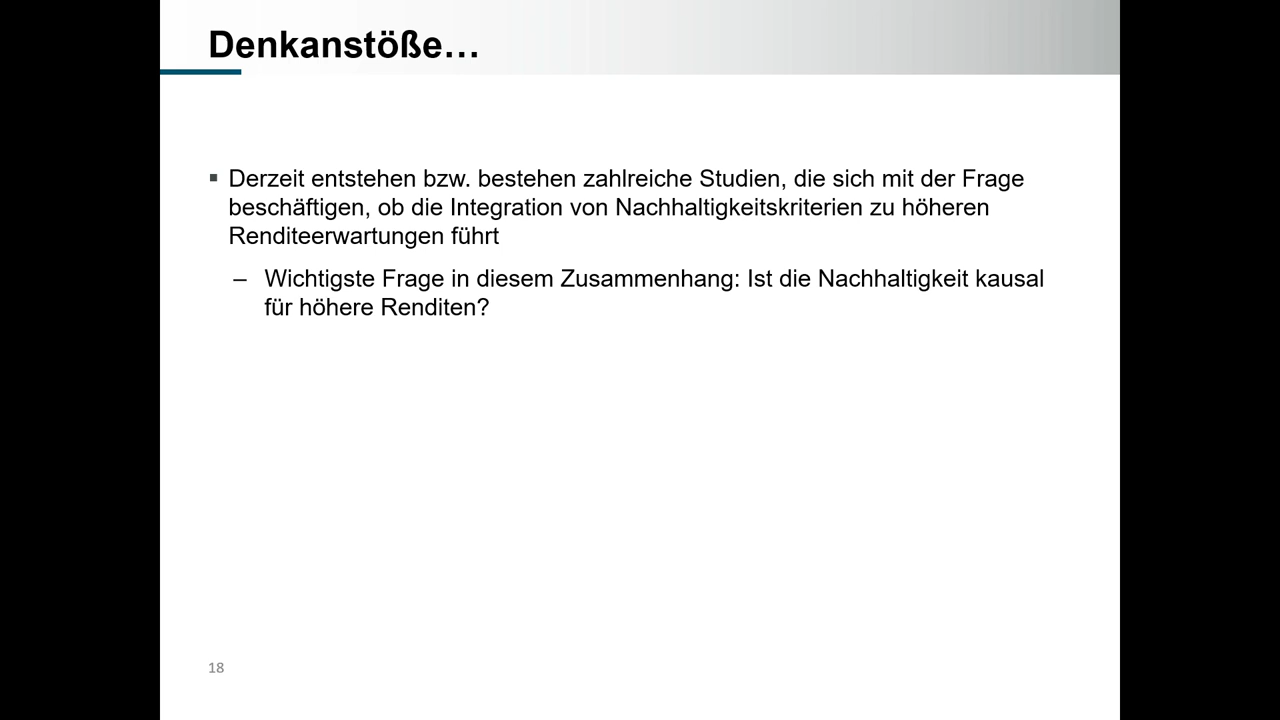 Denkanstöße…
▪ Derzeit entstehen bzw. bestehen zahlreiche Studien, die sich mit der Frage
beschäftigen, ob die Integration von Nachhaltigkeitskriterien zu höheren
Renditeerwartungen führt
– Wichtigste Frage in diesem Zusammenhang: Ist die Nachhaltigkeit kausal
für höhere Renditen?
18